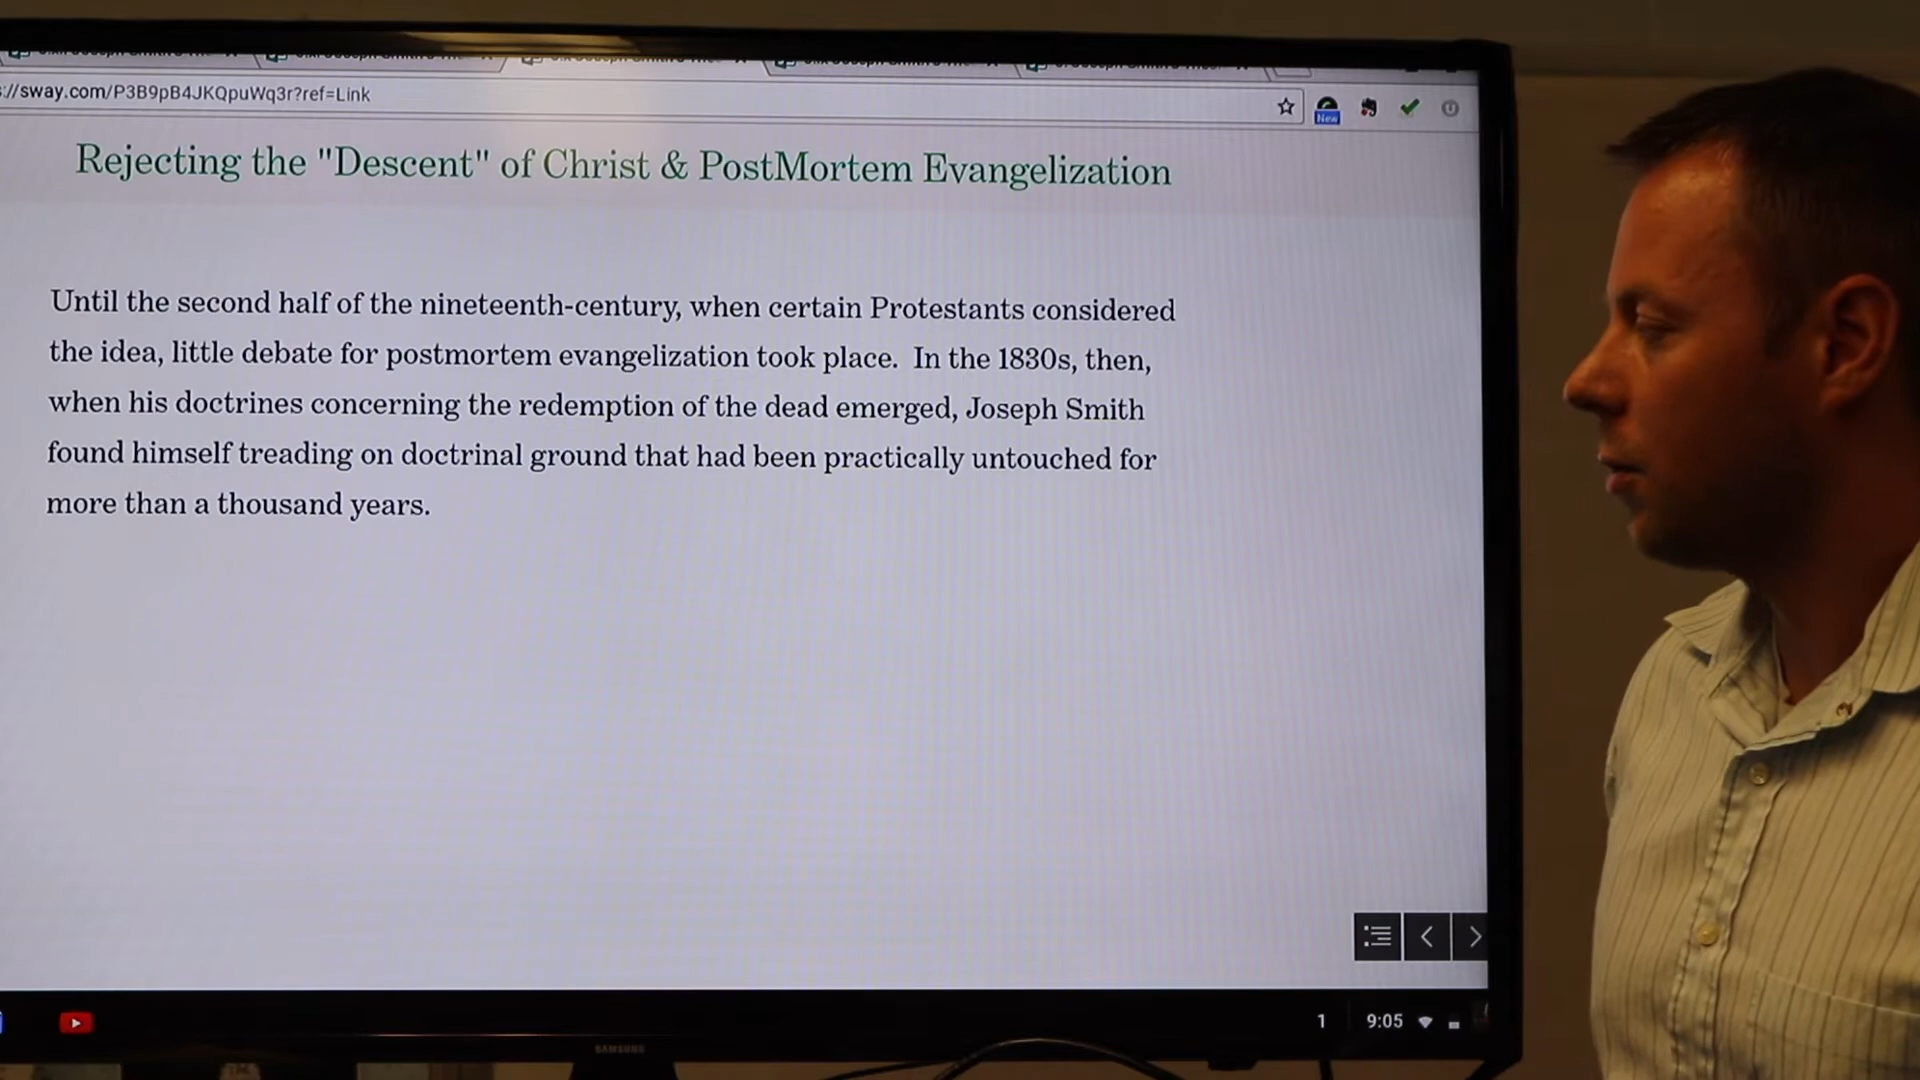 ://sway.com/P3B9pB4JKQpuWq3r?ref=Link
New
Rejecting the "Descent" of Christ & PostMortem Evangelization
Until the second half of the nineteenth-century, when certain Protestants considered
the idea, little debate for postmortem evangelization took place. In the 1830s, then,
when his doctrines concerning the redemption of the dead emerged, Joseph Smith
found himself treading on doctrinal ground that had been practically untouched for
more than a thousand years.
1 9:05
SAMSUNG